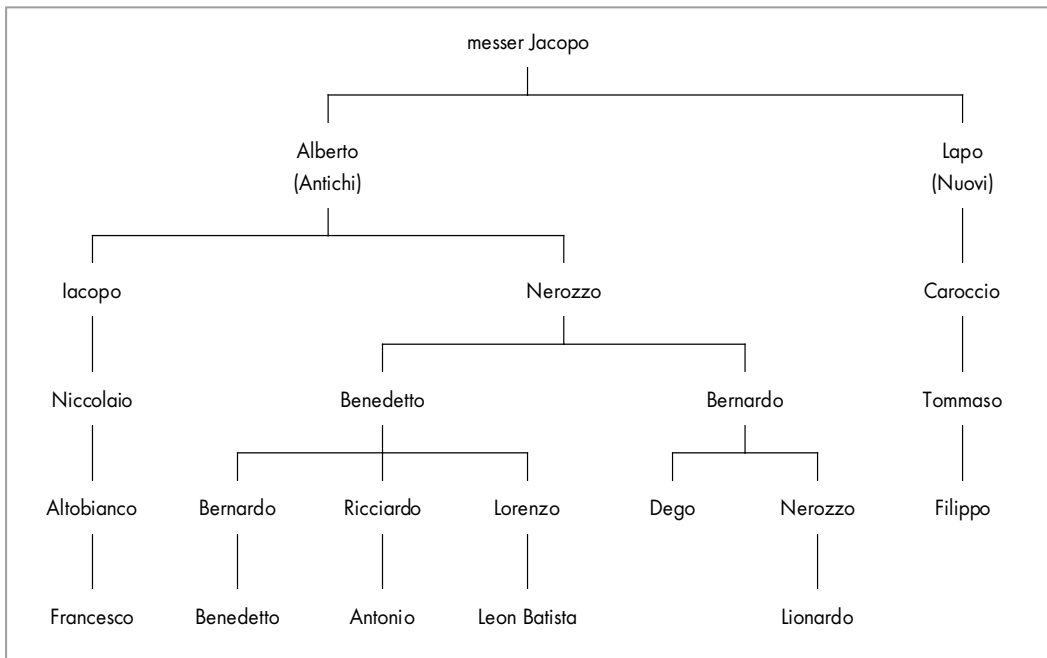 messer Jacopo
Alberto
(Antichi)
Lapo
(Nuovi)
Iacopo
Nerozzo
Caroccio
Niccolaio
Benedetto
Bernardo
Tommaso
Altobianco
Bernardo
Ricciardo
Lorenzo
Dego
Nerozzo
Filippo
Francesco
Benedetto
Antonio
Leon Batista
Lionardo